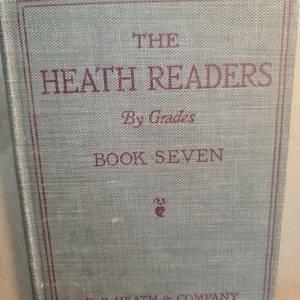 THE
HEATH READERS
By Grades
BOOK SEVEN
D. C. HEATH & COMPANY